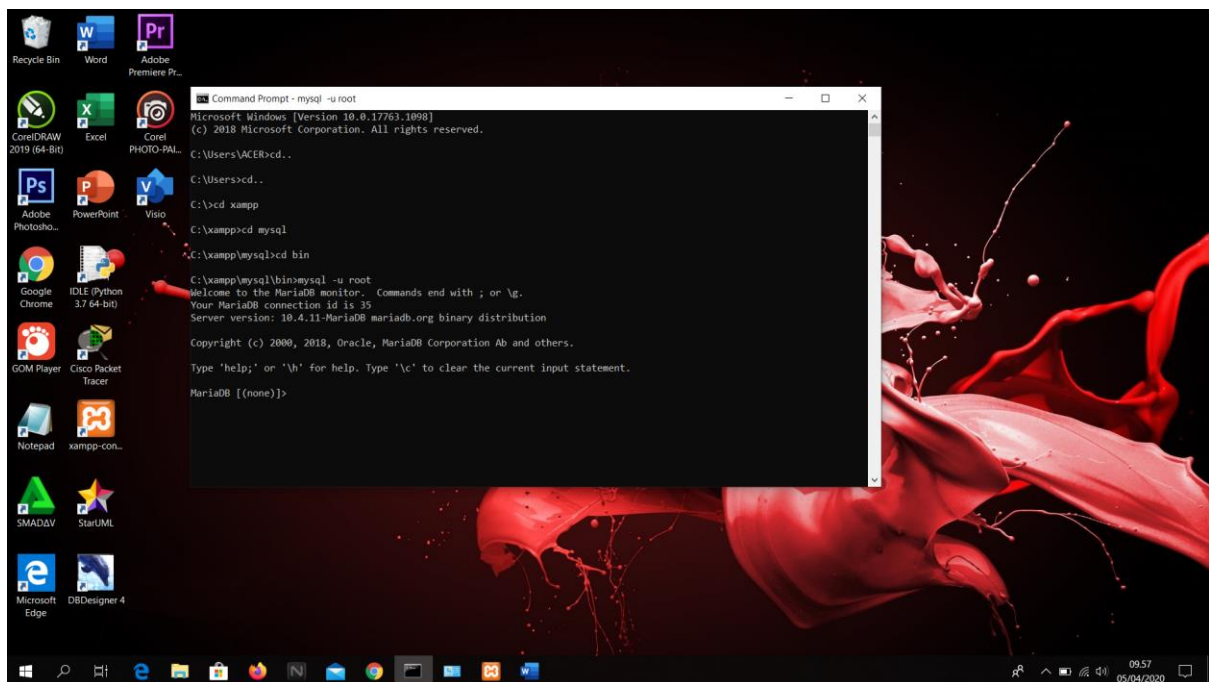 Recycle Bin
Word
Adobe
Premiere Pr...
CorelDRAW
2019 (64-Bit)
Excel
Corel
PHOTO-PAI...
Adobe
Photosho...
PowerPoint
Visio
Google
Chrome
IDLE (Python
3.7 64-bit)
GOM Player
Cisco Packet
Tracer
Notepad
xampp-con...
SMADΔV
StarUML
Microsoft
Edge
DBDesigner 4
Command Prompt - mysql -u root
Microsoft Windows [Version 10.0.17763.1098]
(c) 2018 Microsoft Corporation. All rights reserved.
C:\Users\ACER>cd..
C:\Users>cd..
C:\>cd xampp
C:\xampp>cd mysql
C:\xampp\mysql>cd bin
C:\xampp\mysql\bin>mysql -u root
Welcome to the MariaDB monitor.  Commands end with ; or \g.
Your MariaDB connection id is 35
Server version: 10.4.11-MariaDB mariadb.org binary distribution
Copyright (c) 2000, 2018, Oracle, MariaDB Corporation Ab and others.
Type 'help;' or '\h' for help. Type '\c' to clear the current input statement.
MariaDB [(none)]>
09.57
05/04/2020